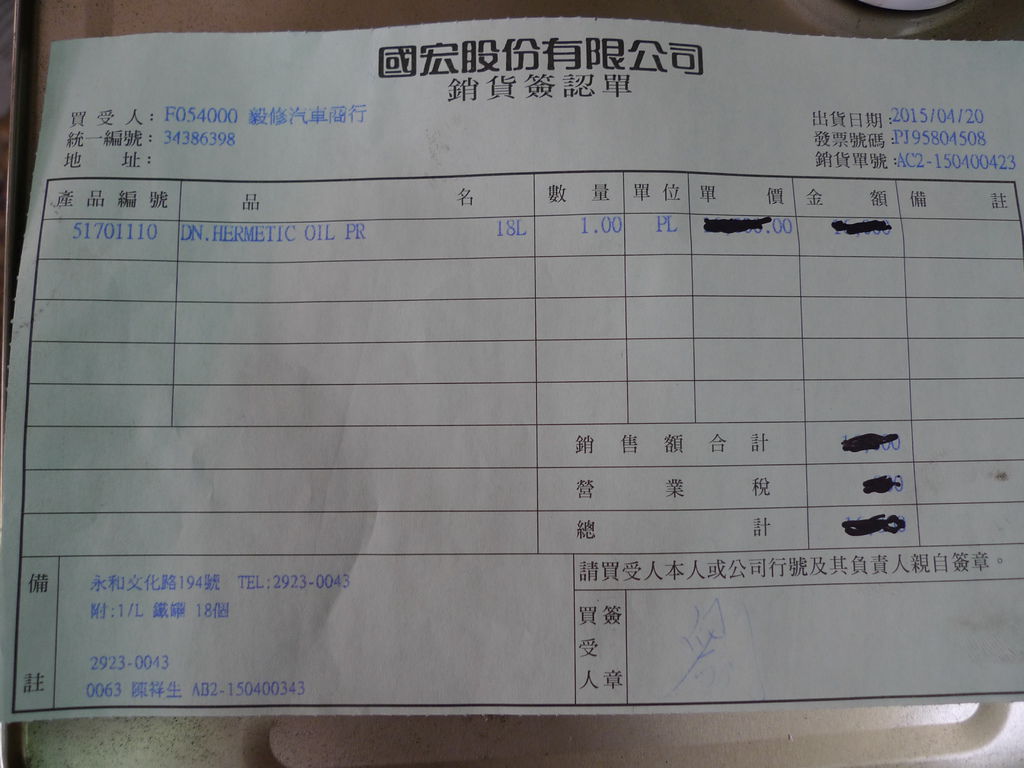 國宏股份有限公司
銷貨簽認單
買受人：F054000 毅修汽車商行
統一編號：34386398
地址：
出貨日期：2015/04/20
發票號碼：PJ95804508
銷貨單號：AC2-150400423
產品編號 品名 數量 單位 單價 金額 備註
51701110 DN.HERMETIC OIL PR 18L 1.00 PL .00
銷售額合計
營業稅
總計
備註
永和文化路194號 TEL:2923-0043
附:1/L 鐵罐 18個
2923-0043
0063 陳祥生 AB2-150400343
請買受人本人或公司行號及其負責人親自簽章。
買受人簽章